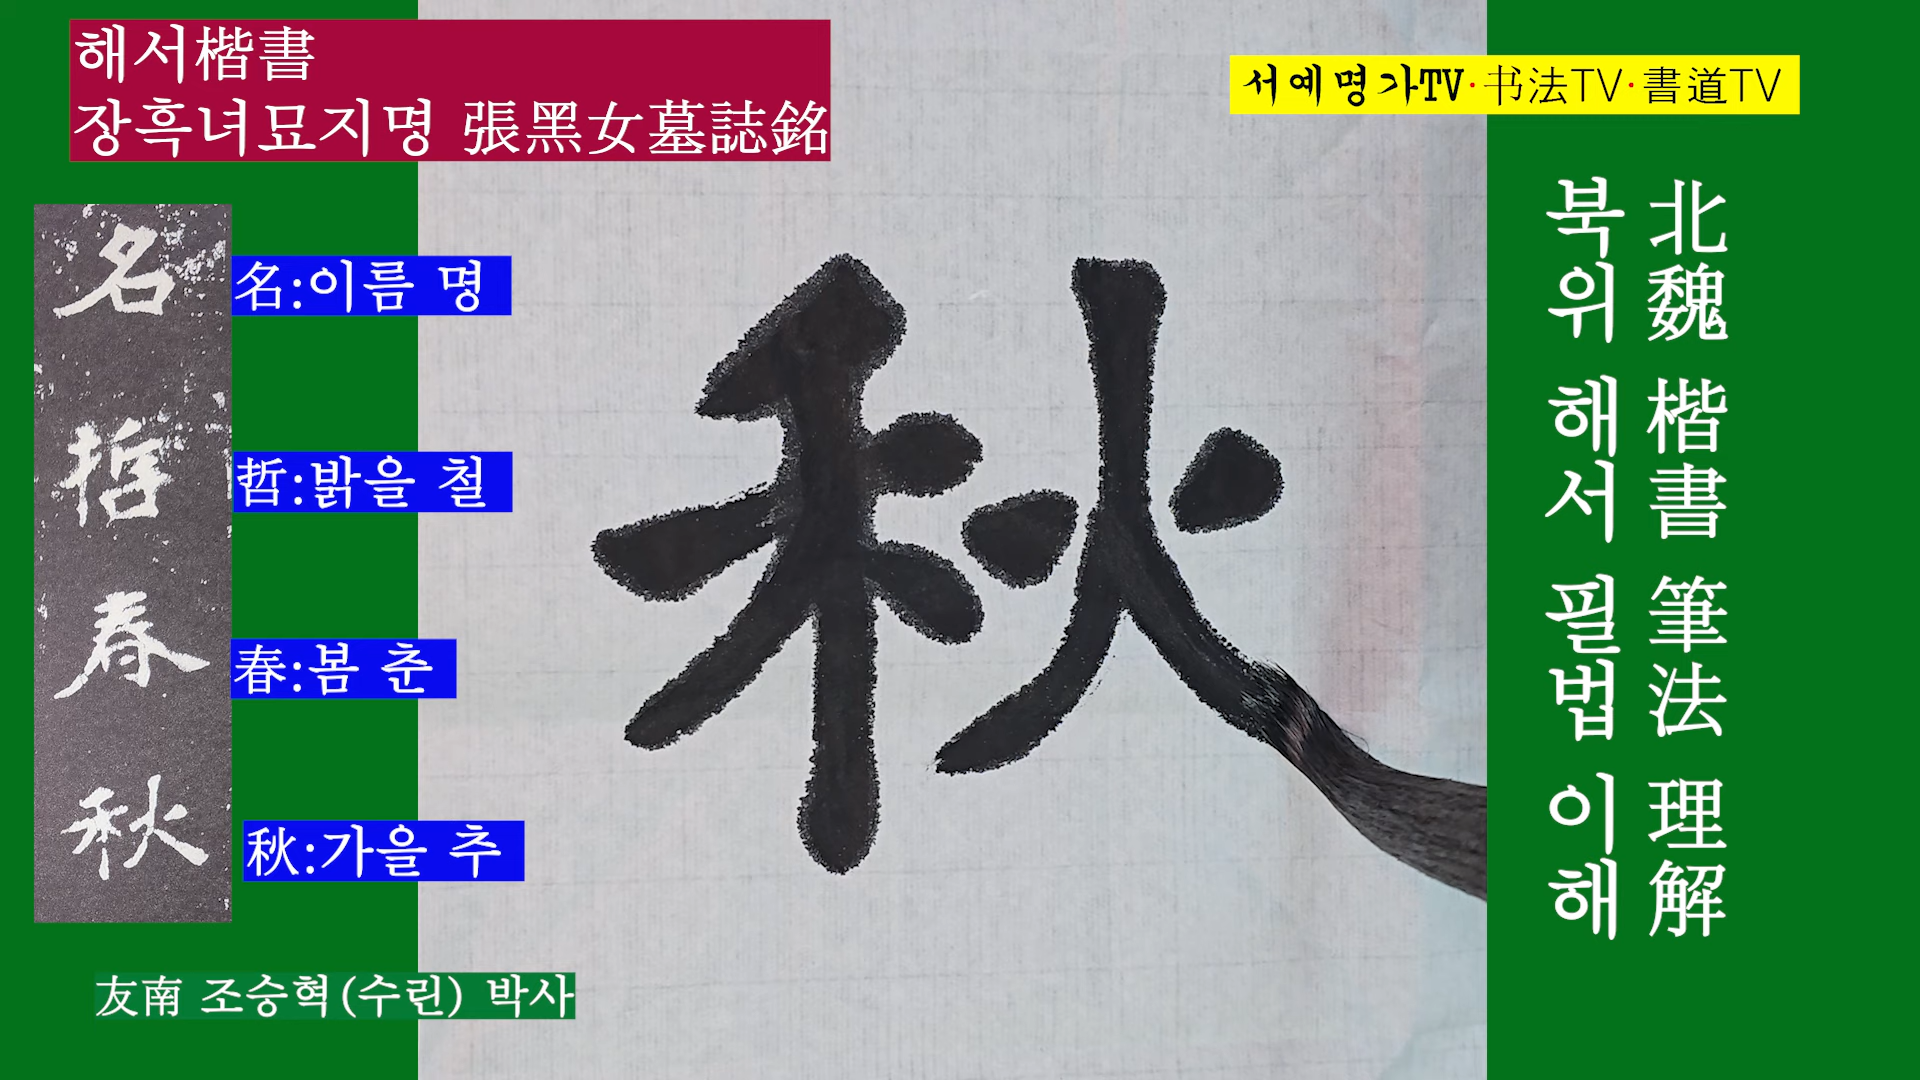 해서楷書
장흑녀묘지명 張黑女墓誌銘
서예명가TV·书法TV·書道TV
名
哲
春
秋
名:이름 명
哲:밝을 철
春:봄 춘
秋:가을 추
秋
북위 해서 필법 이해
北魏 楷書 筆法 理解
友南 조승혁(수린) 박사